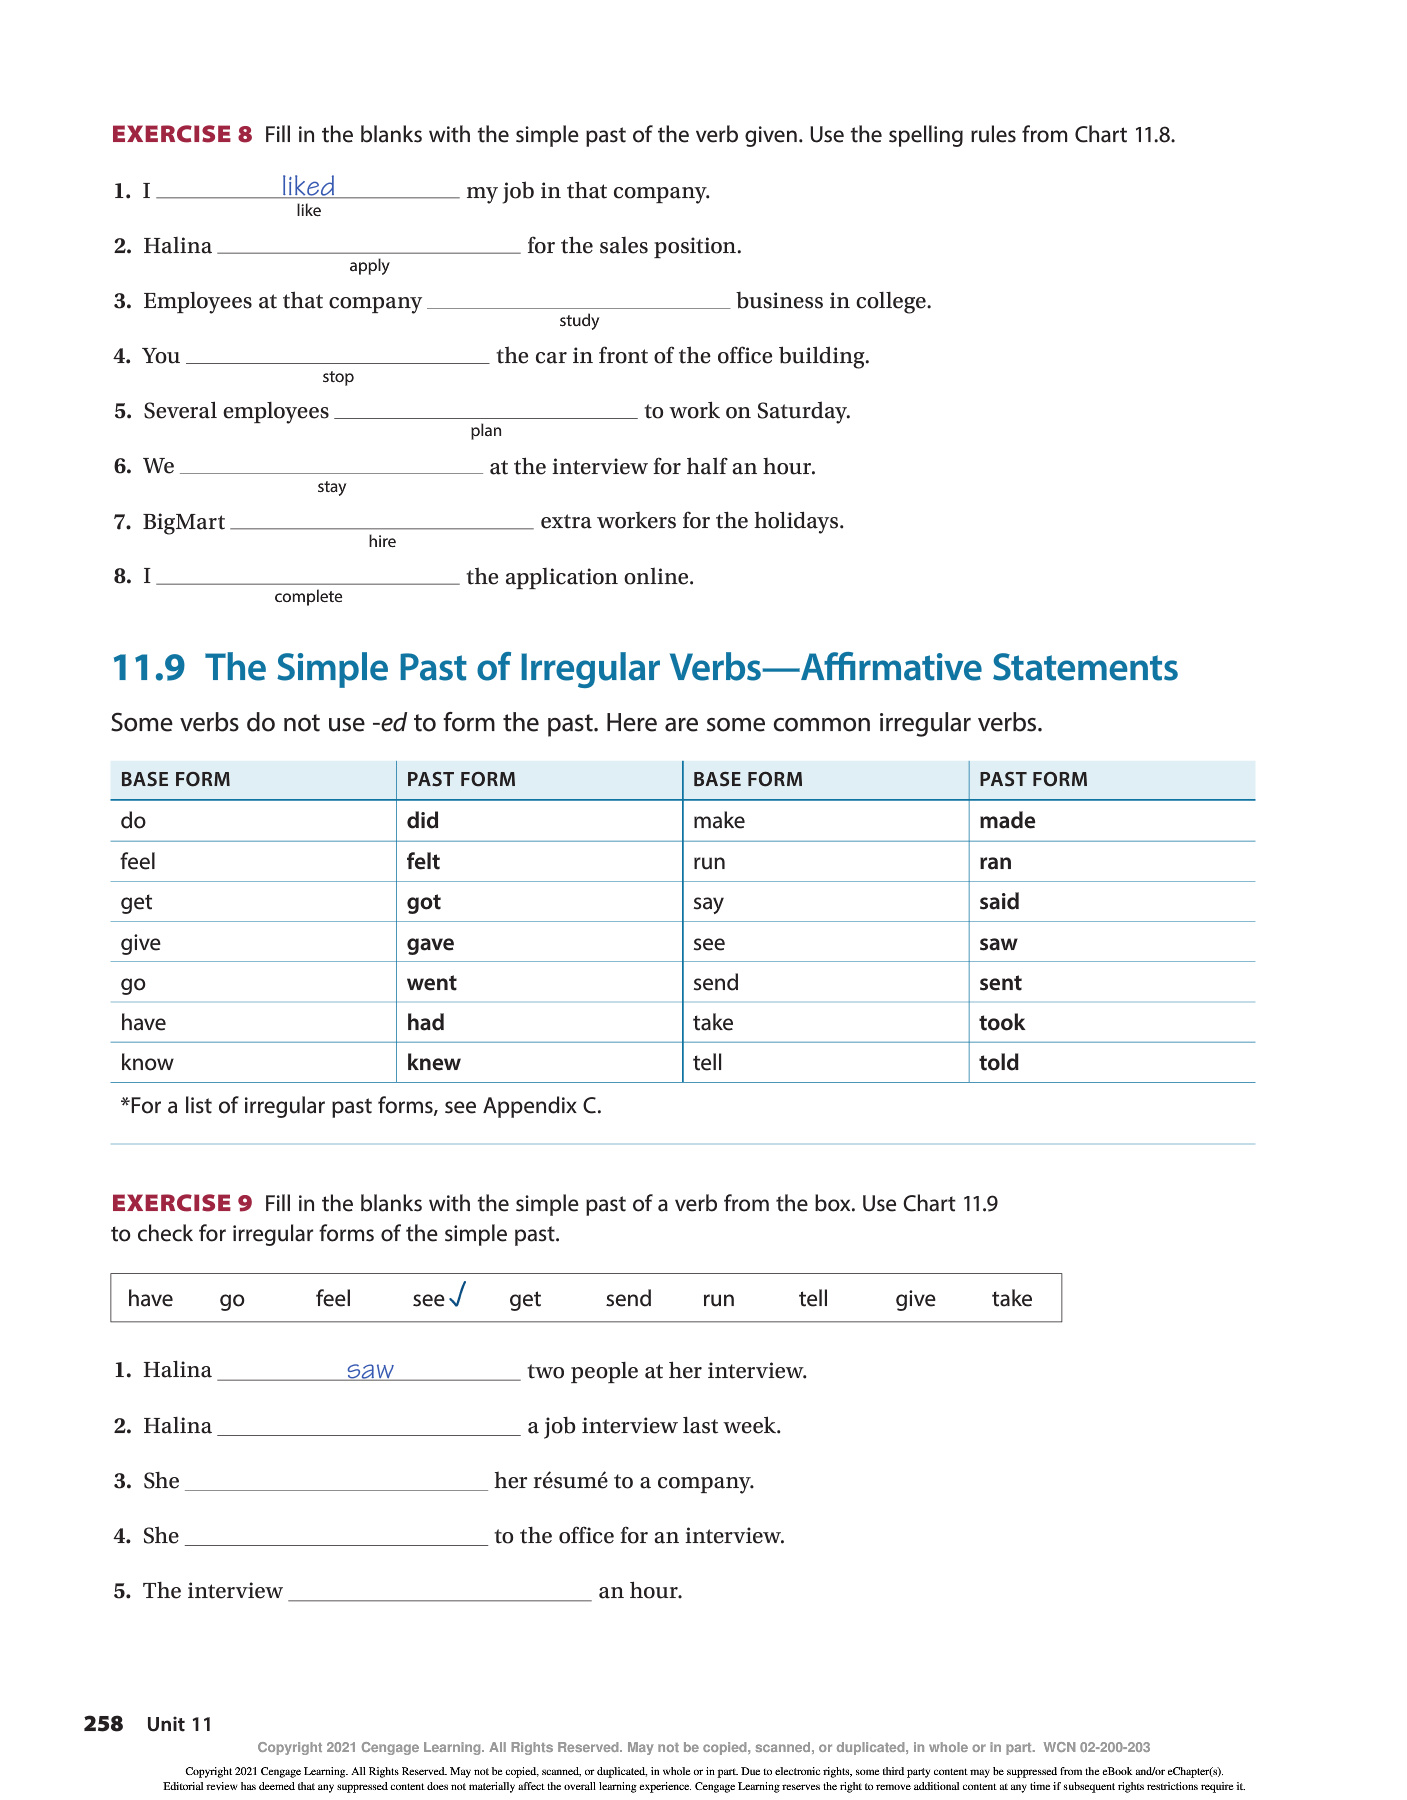 EXERCISE 8 Fill in the blanks with the simple past of the verb given. Use the spelling rules from Chart 11.8.
1. I liked my job in that company.
like
2. Halina ____ for the sales position.
apply
3. Employees at that company ____ business in college.
study
4. You ____ the car in front of the office building.
stop
5. Several employees ____ to work on Saturday.
plan
6. We ____ at the interview for half an hour.
stay
7. BigMart ____ extra workers for the holidays.
hire
8. I ____ the application online.
complete
11.9 The Simple Past of Irregular Verbs—Affirmative Statements
Some verbs do not use -ed to form the past. Here are some common irregular verbs.
BASE FORM PAST FORM BASE FORM PAST FORM
do did make made
feel felt run ran
get got say said
give gave see saw
go went send sent
have had take took
know knew tell told
*For a list of irregular past forms, see Appendix C.
EXERCISE 9 Fill in the blanks with the simple past of a verb from the box. Use Chart 11.9
to check for irregular forms of the simple past.
have go feel see✓ get send run tell give take
1. Halina saw two people at her interview.
2. Halina ____ a job interview last week.
3. She ____ her résumé to a company.
4. She ____ to the office for an interview.
5. The interview ____ an hour.
258 Unit 11
Copyright 2021 Cengage Learning. All Rights Reserved. May not be copied, scanned, or duplicated, in whole or in part. WCN 02-200-203
Copyright 2021 Cengage Learning. All Rights Reserved. May not be copied, scanned, or duplicated, in whole or in part. Due to electronic rights, some third party content may be suppressed from the eBook and/or eChapter(s).
Editorial review has deemed that any suppressed content does not materially affect the overall learning experience. Cengage Learning reserves the right to remove additional content at any time if subsequent rights restrictions require it.